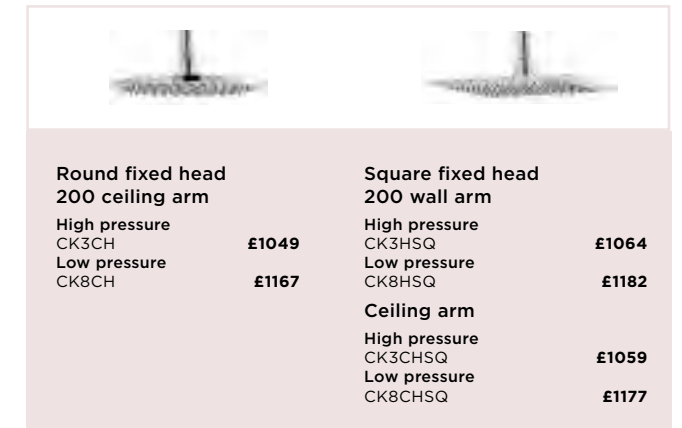 Round fixed head
200 ceiling arm
High pressure
CK3CH £1049
Low pressure
CK8CH £1167
Square fixed head
200 wall arm
High pressure
CK3HSQ £1064
Low pressure
CK8HSQ £1182
Ceiling arm
High pressure
CK3CHSQ £1059
Low pressure
CK8CHSQ £1177